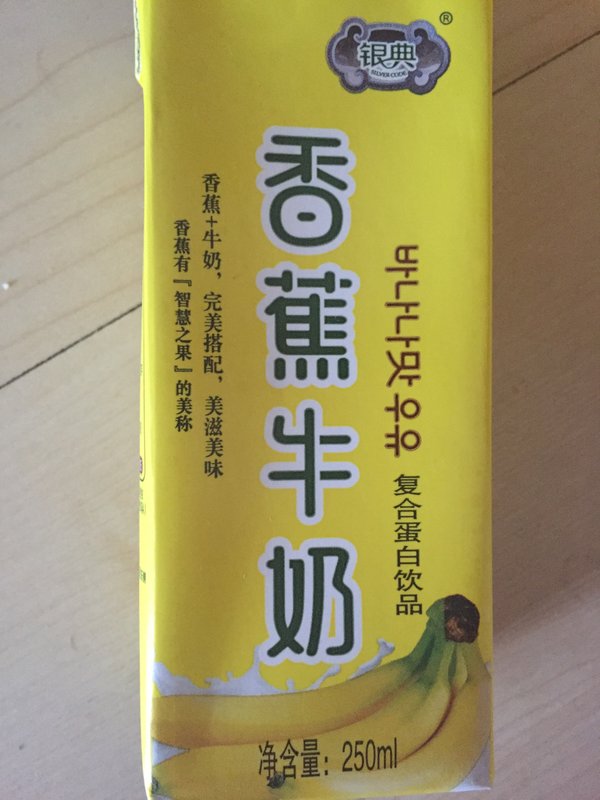 银典
SILVER CODE
®
바나나맛 우유
复合蛋白饮品
香蕉牛奶
香蕉+牛奶，完美搭配，美滋美味
香蕉有『智慧之果』的美称
净含量：250ml